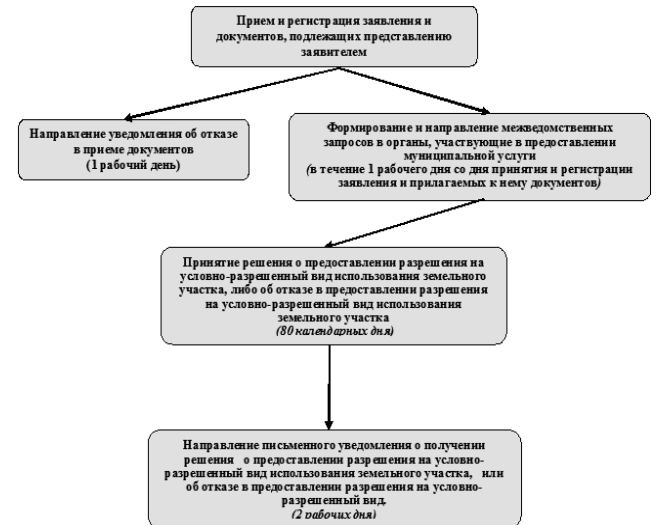 Прием и регистрация заявления и
документов, подлежащих представлению
заявителем
Направление уведомления об отказе
в приеме документов
(1 рабочий день)
Формирование и направление межведомственных
запросов в органы, участвующие в предоставлении
муниципальной услуги
(в течение 1 рабочего дня со дня принятия и регистрации
заявления и прилагаемых к нему документов)
Принятие решения о предоставлении разрешения на
условно-разрешенный вид использования земельного
участка, либо об отказе в предоставлении разрешения
на условно-разрешенный вид использования
земельного участка
(80 календарных дня)
Направление письменного уведомления о получении
решения о предоставлении разрешения на условно-
разрешенный вид использования земельного участка, или
об отказе в предоставлении разрешения на условно-
разрешенный вид.
(2 рабочих дня)